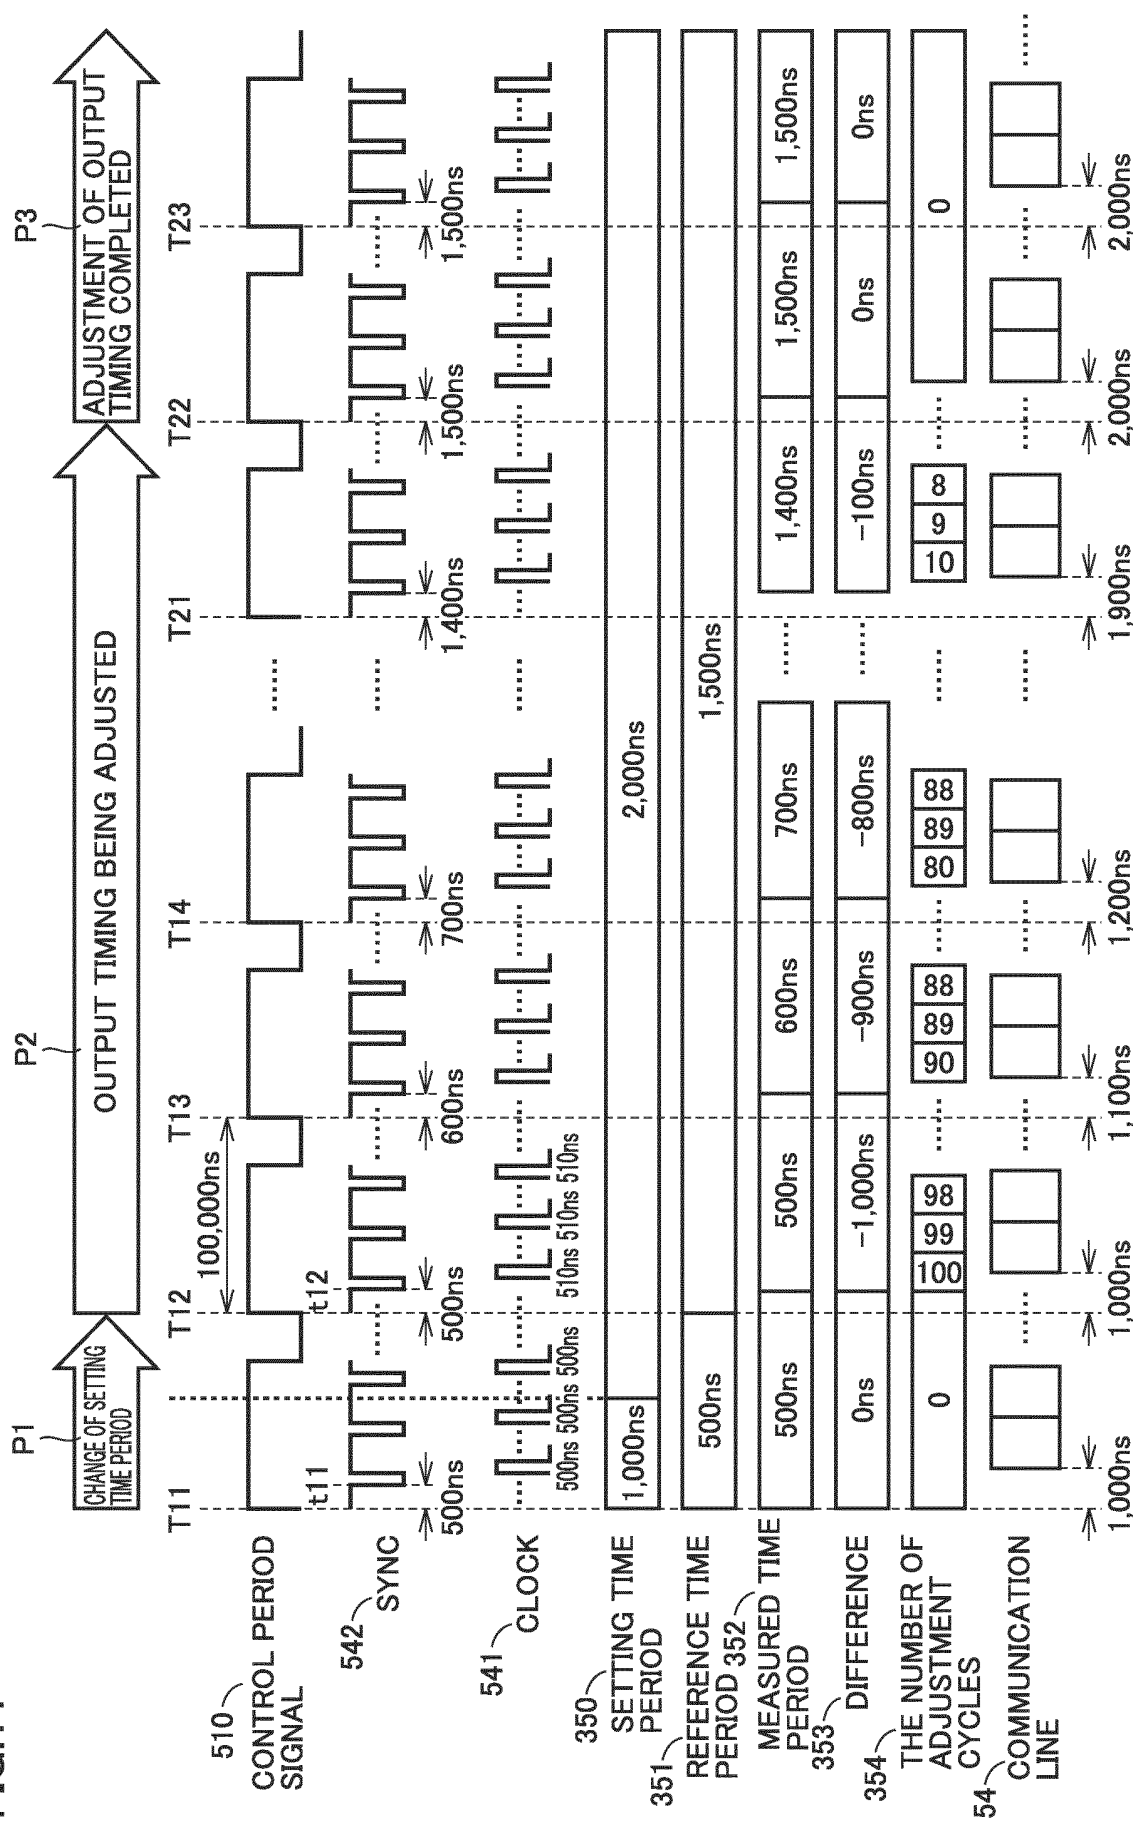 P1
P2
P3
CHANGE OF SETTING
TIME PERIOD
OUTPUT TIMING BEING ADJUSTED
ADJUSTMENT OF OUTPUT
TIMING COMPLETED
T11
T12
T13
T14
T21
T22
T23
510
CONTROL PERIOD
SIGNAL
100,000ns
542
SYNC
t11
t12
500ns
500ns
600ns
700ns
1,400ns
1,500ns
1,500ns
541
CLOCK
500ns 500ns 500ns
510ns 510ns 510ns
350
SETTING TIME
PERIOD
1,000ns
2,000ns
351
REFERENCE TIME
PERIOD
500ns
1,500ns
352
MEASURED TIME
PERIOD
500ns
500ns
600ns
700ns
1,400ns
1,500ns
1,500ns
353
DIFFERENCE
0ns
-1,000ns
-900ns
-800ns
-100ns
0ns
0ns
354
THE NUMBER OF
ADJUSTMENT
CYCLES
0
100 99 98
90 89 88
80 89 88
10 9 8
0
54
COMMUNICATION
LINE
1,000ns
1,000ns
1,100ns
1,200ns
1,900ns
2,000ns
2,000ns